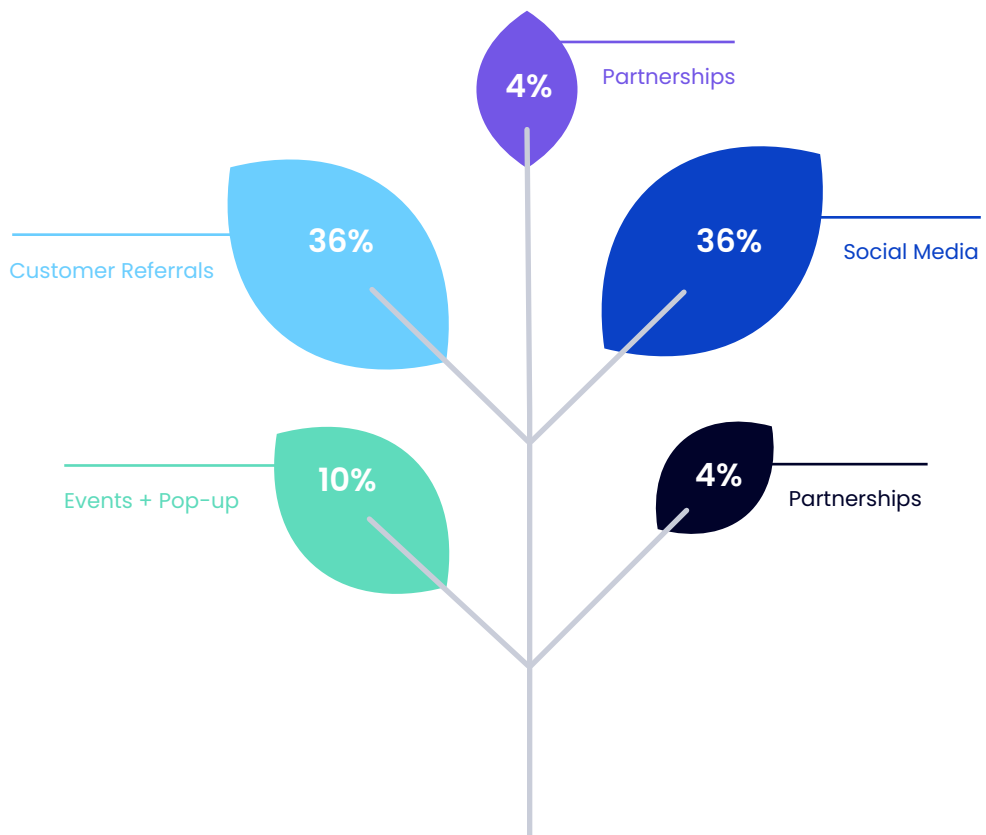 4%
Partnerships
36%
Customer Referrals
36%
Social Media
10%
Events + Pop-up
4%
Partnerships